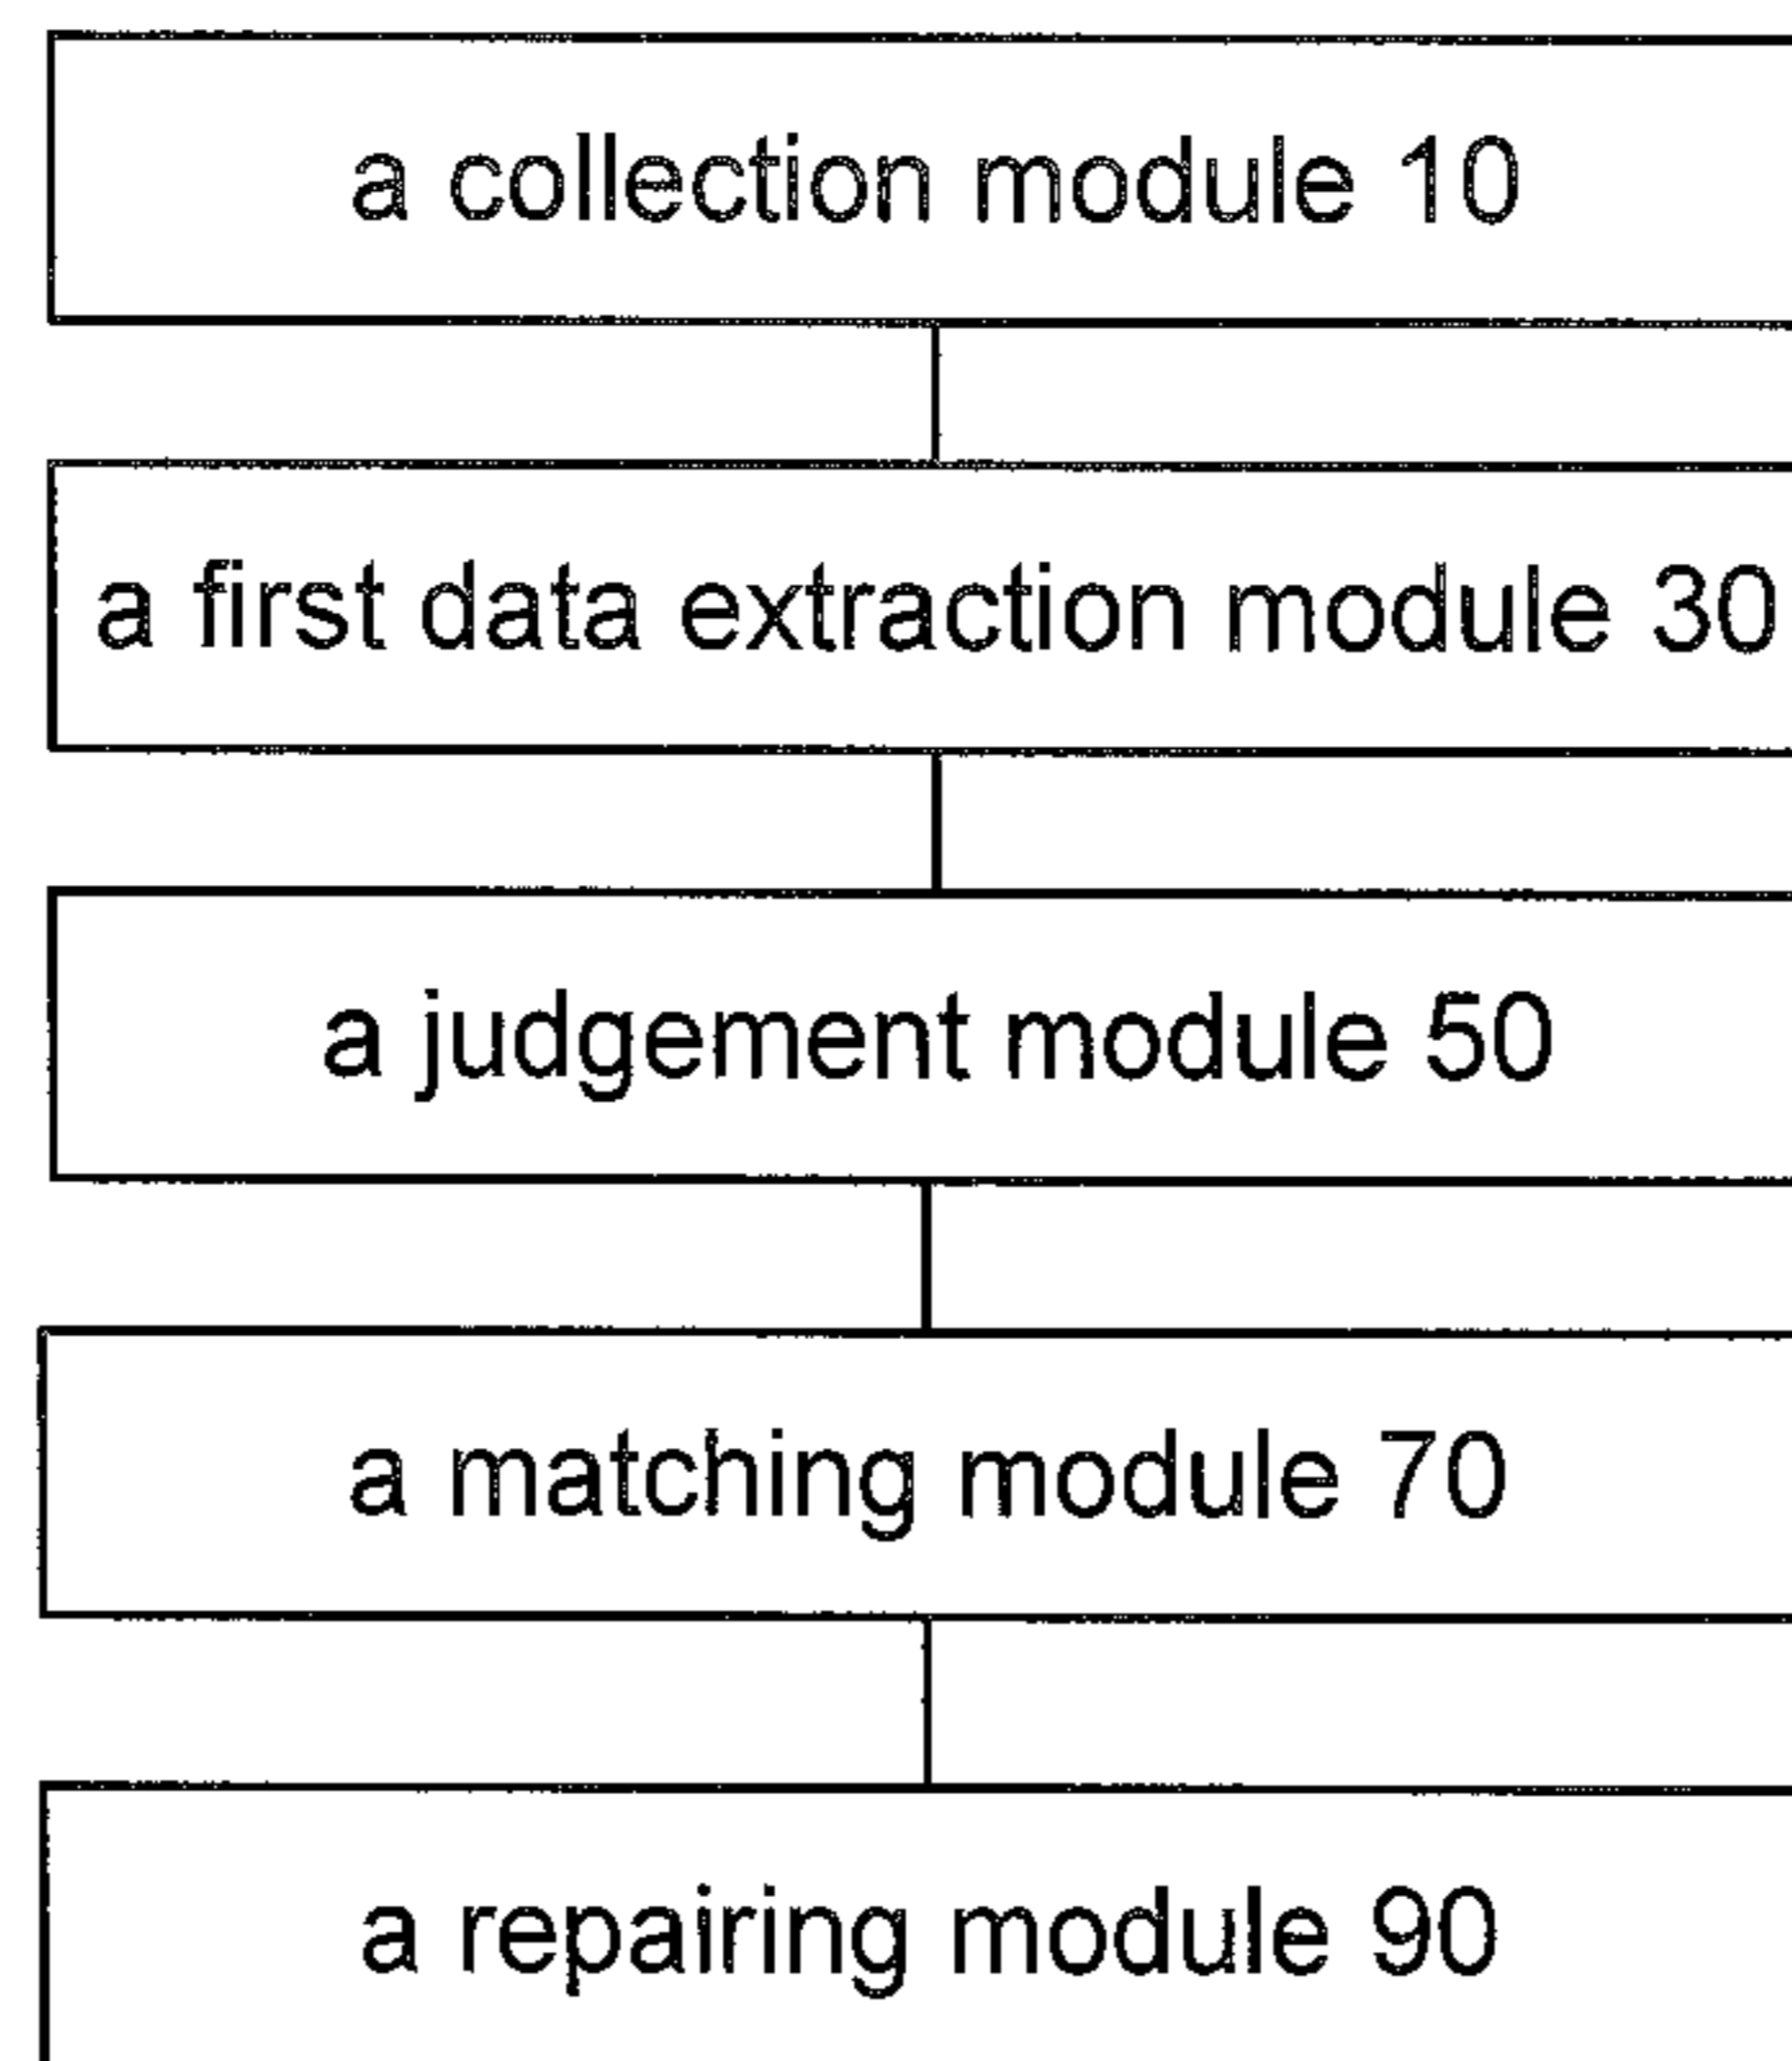 a collection module 10
a first data extraction module 30
a judgement module 50
a matching module 70
a repairing module 90